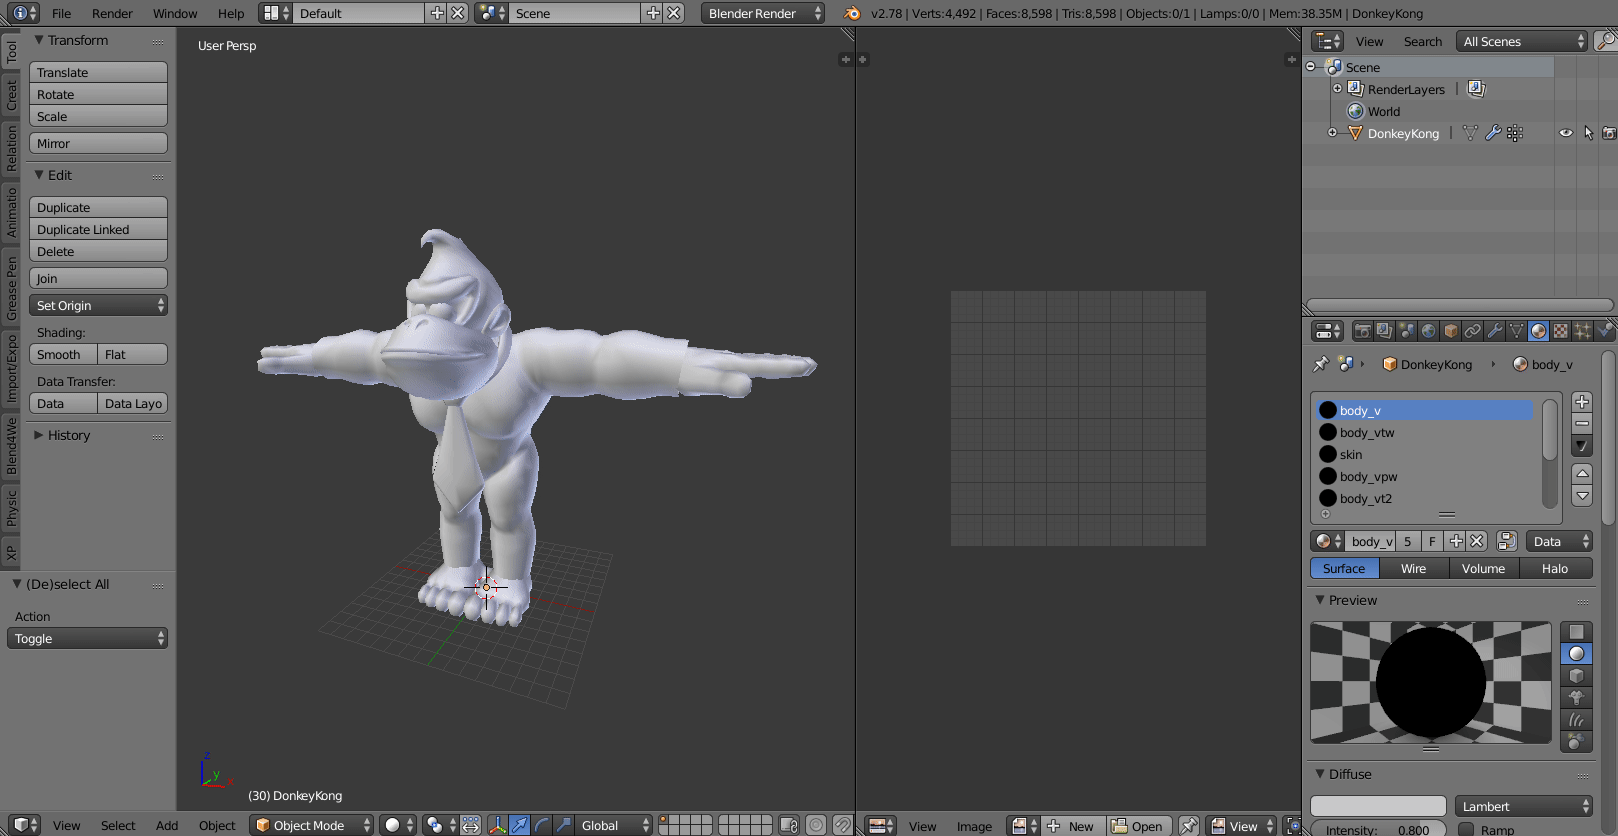 File Render Window Help Default Scene Blender Render v2.78 | Verts:4,492 | Faces:8,598 | Tris:8,598 | Objects:0/1 | Lamps:0/0 | Mem:38.35M | DonkeyKong
Tool
Creat
Relation
Animatio
Grease Pen
Import/Expo
Blend4We
Physic
XP
Transform
Translate
Rotate
Scale
Mirror
Edit
Duplicate
Duplicate Linked
Delete
Join
Set Origin
Shading:
Smooth Flat
Data Transfer:
Data Data Layo
History
(De)select All
Action
Toggle
User Persp
z
y
x
(30) DonkeyKong
View Select Add Object Object Mode Global
View Image New Open View
View Search All Scenes
Scene
RenderLayers
World
DonkeyKong
DonkeyKong body_v
body_v
body_vtw
skin
body_vpw
body_vt2
body_v 5 F Data
Surface Wire Volume Halo
Preview
Diffuse
Lambert
Intensity: 0.800 Ramp